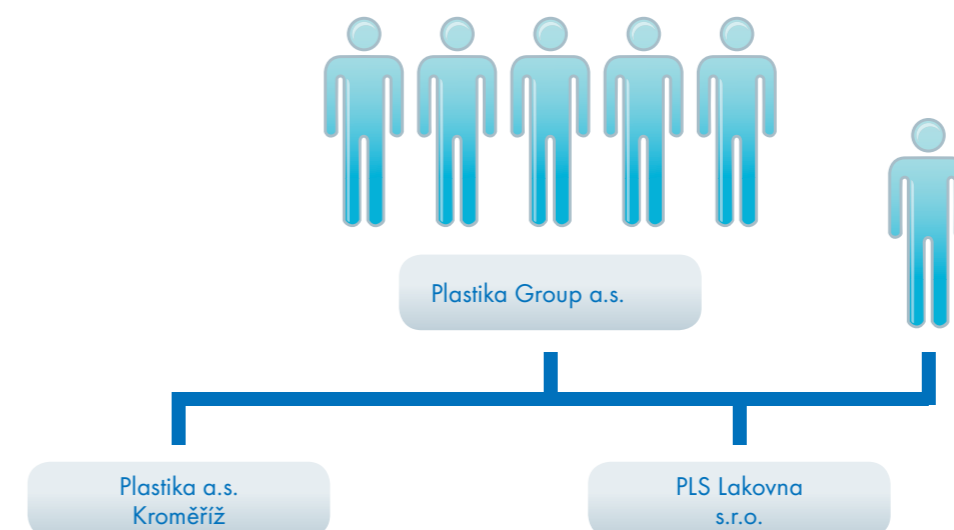 Plastika Group a.s.
Plastika a.s.
Kroměříž
PLS Lakovna
s.r.o.